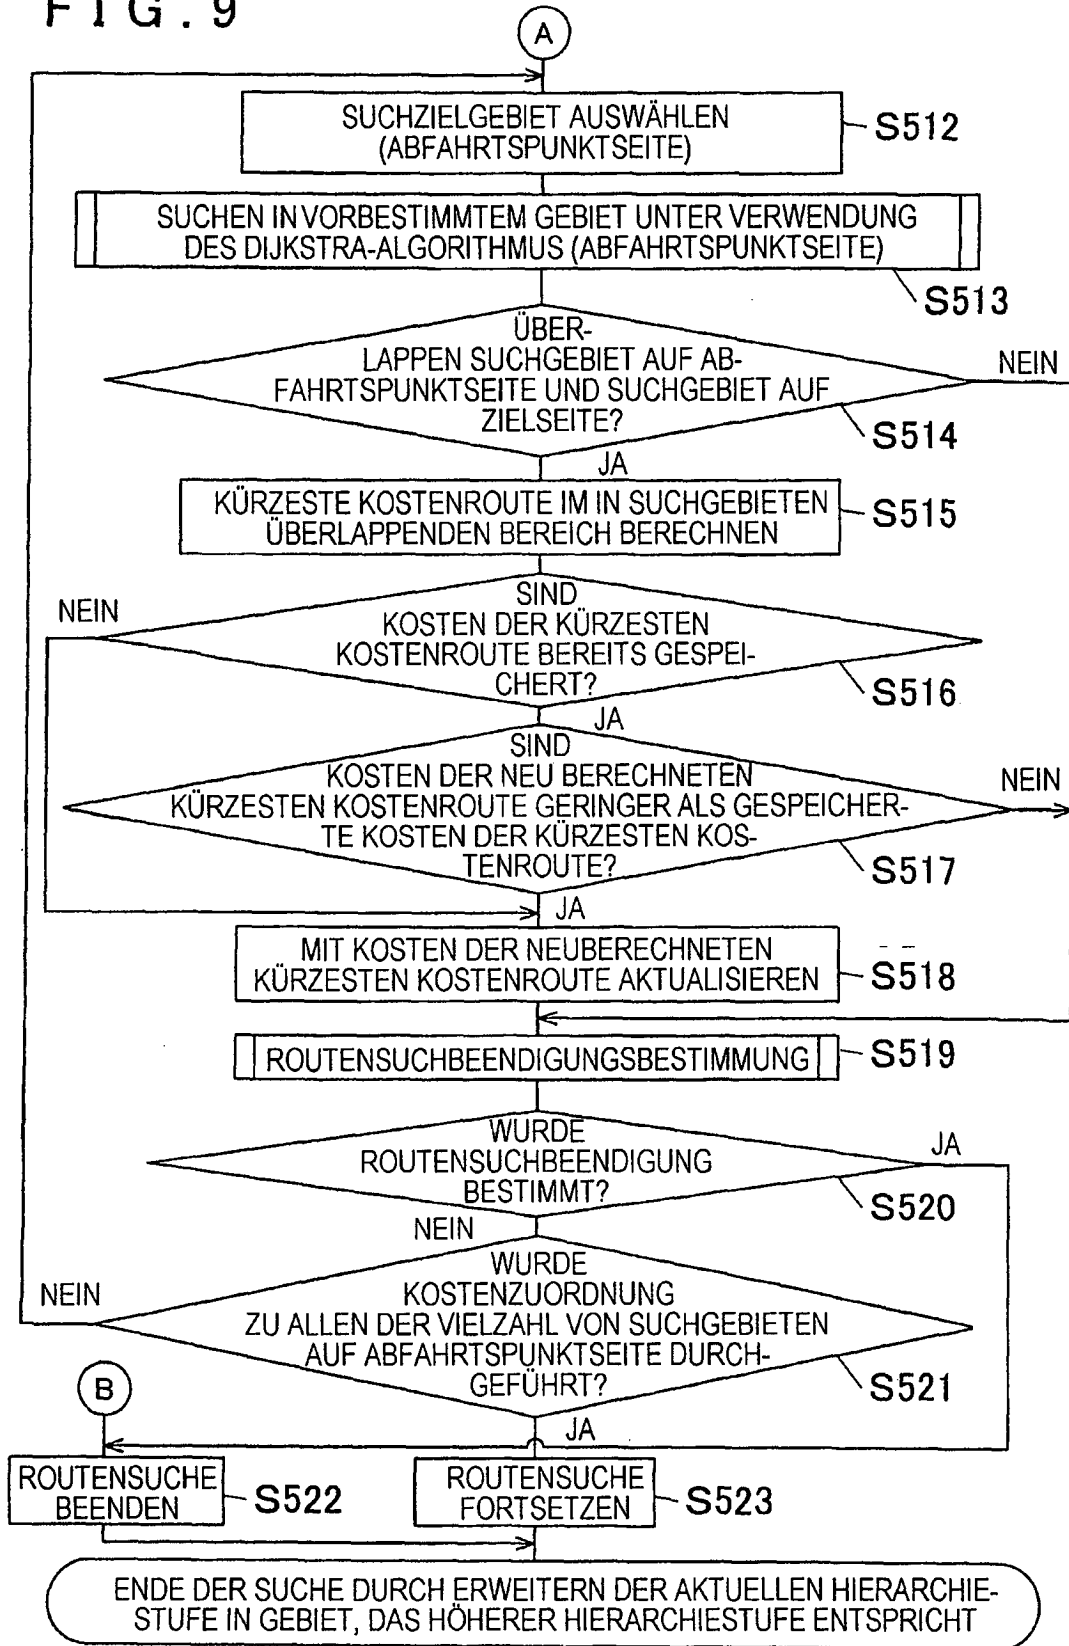 FIG.9
A
SUCHZIELGEBIET AUSWÄHLEN
(ABFAHRTSPUNKTSEITE)
S512
SUCHEN IN VORBESTIMMTEM GEBIET UNTER VERWENDUNG
DES DIJKSTRA-ALGORITHMUS (ABFAHRTSPUNKTSEITE)
S513
ÜBER-
LAPPEN SUCHGEBIET AUF AB-
FAHRTSPUNKTSEITE UND SUCHGEBIET AUF
ZIELSEITE?
NEIN
S514
JA
KÜRZESTE KOSTENROUTE IM IN SUCHGEBIETEN
ÜBERLAPPENDEN BEREICH BERECHNEN
S515
NEIN
SIND
KOSTEN DER KÜRZESTEN
KOSTENROUTE BEREITS GESPEI-
CHERT?
S516
JA
SIND
KOSTEN DER NEU BERECHNETEN
KÜRZESTEN KOSTENROUTE GERINGER ALS GESPEICHER-
TE KOSTEN DER KÜRZESTEN KOS-
TENROUTE?
NEIN
S517
JA
MIT KOSTEN DER NEUBERECHNETEN
KÜRZESTEN KOSTENROUTE AKTUALISIEREN
S518
ROUTENSUCHBEENDIGUNGSBESTIMMUNG
S519
WURDE
ROUTENSUCHBEENDIGUNG
BESTIMMT?
JA
S520
NEIN
WURDE
KOSTENZUORDNUNG
ZU ALLEN DER VIELZAHL VON SUCHGEBIETEN
AUF ABFAHRTSPUNKTSEITE DURCH-
GEFÜHRT?
NEIN
S521
B
JA
ROUTENSUCHE
BEENDEN
S522
ROUTENSUCHE
FORTSETZEN
S523
ENDE DER SUCHE DURCH ERWEITERN DER AKTUELLEN HIERARCHIE-
STUFE IN GEBIET, DAS HÖHERER HIERARCHIESTUFE ENTSPRICHT